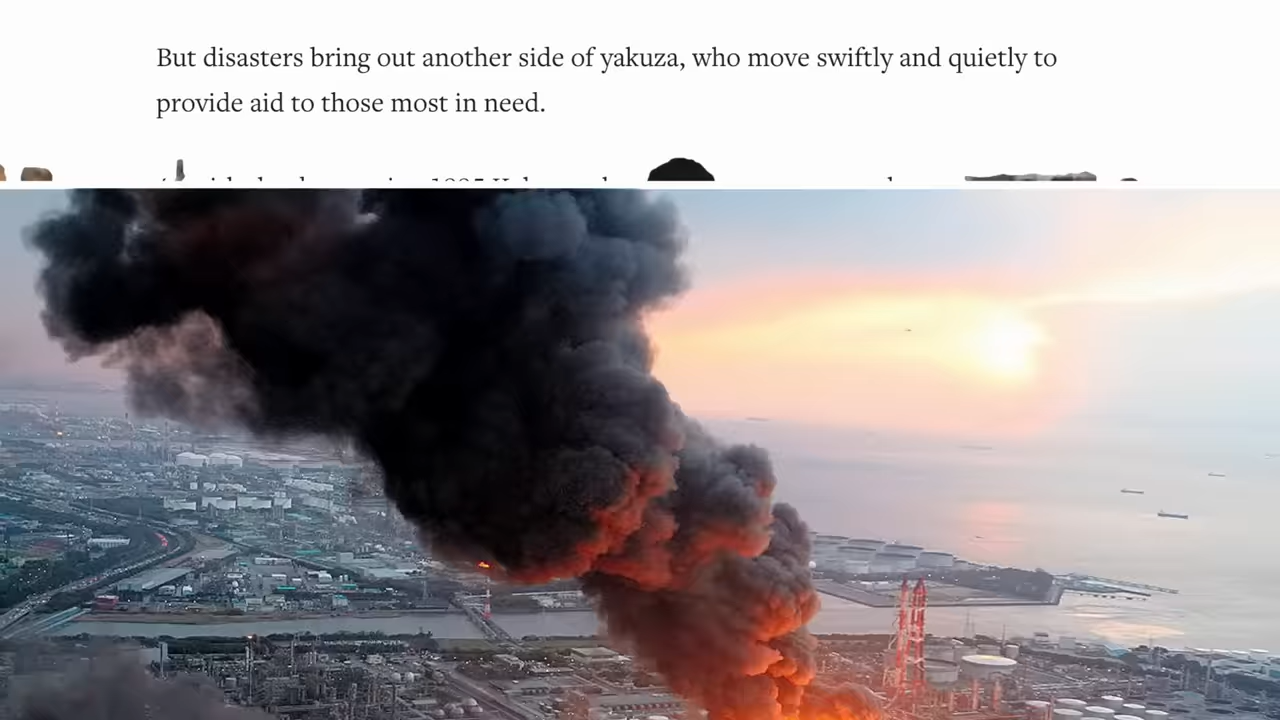 But disasters bring out another side of yakuza, who move swiftly and quietly to
provide aid to those most in need.